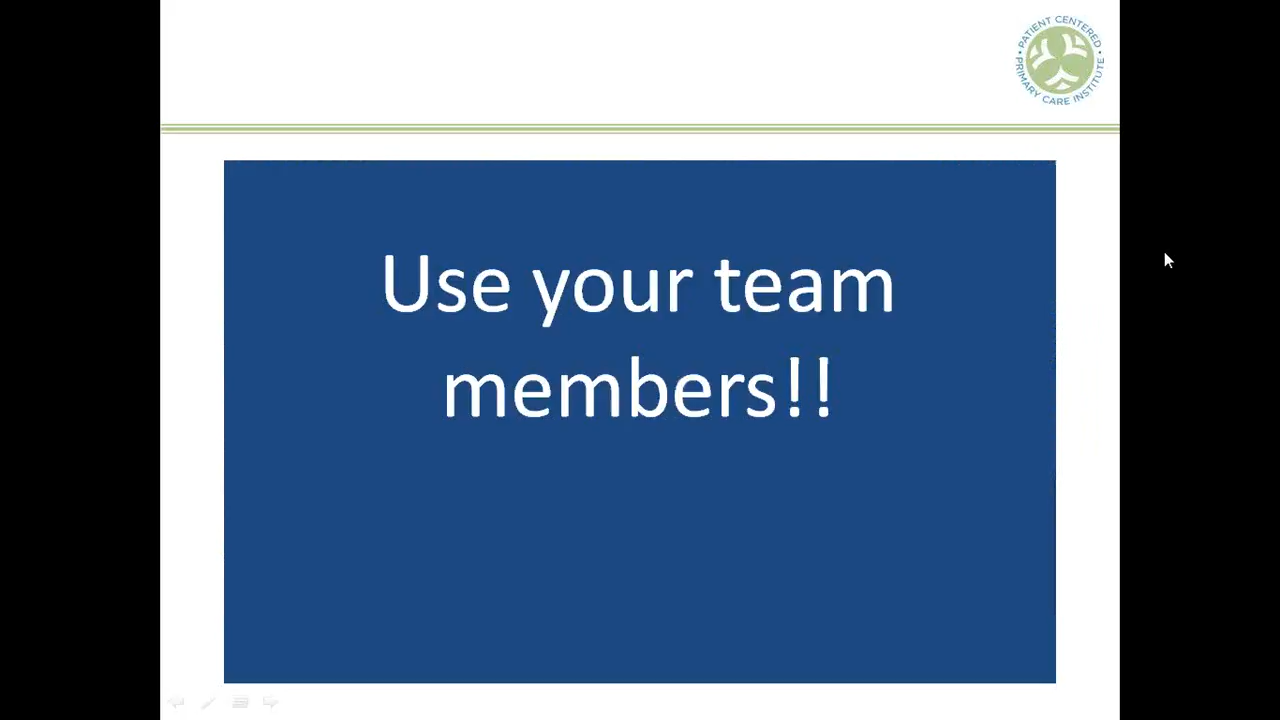 PATIENT CENTERED
PRIMARY CARE INSTITUTE
Use your team
members!!